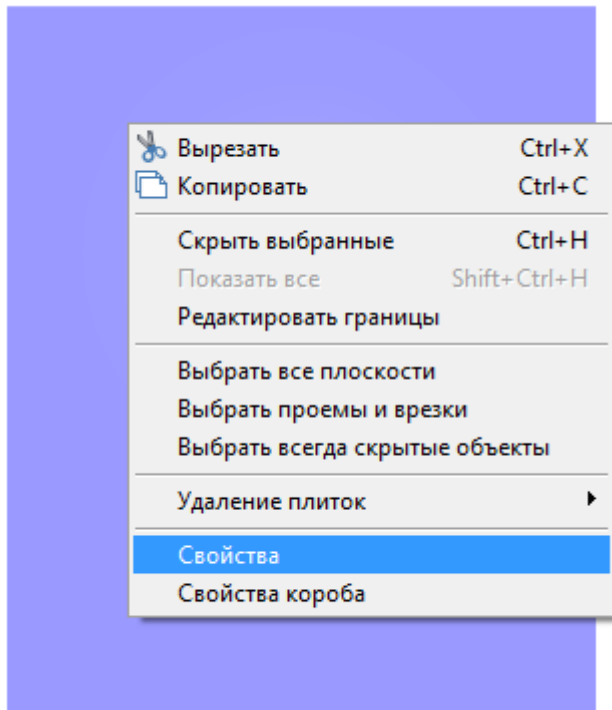 Вырезать Ctrl+X
Копировать Ctrl+C
Скрыть выбранные Ctrl+H
Показать все Shift+Ctrl+H
Редактировать границы
Выбрать все плоскости
Выбрать проемы и врезки
Выбрать всегда скрытые объекты
Удаление плиток
Свойства
Свойства короба